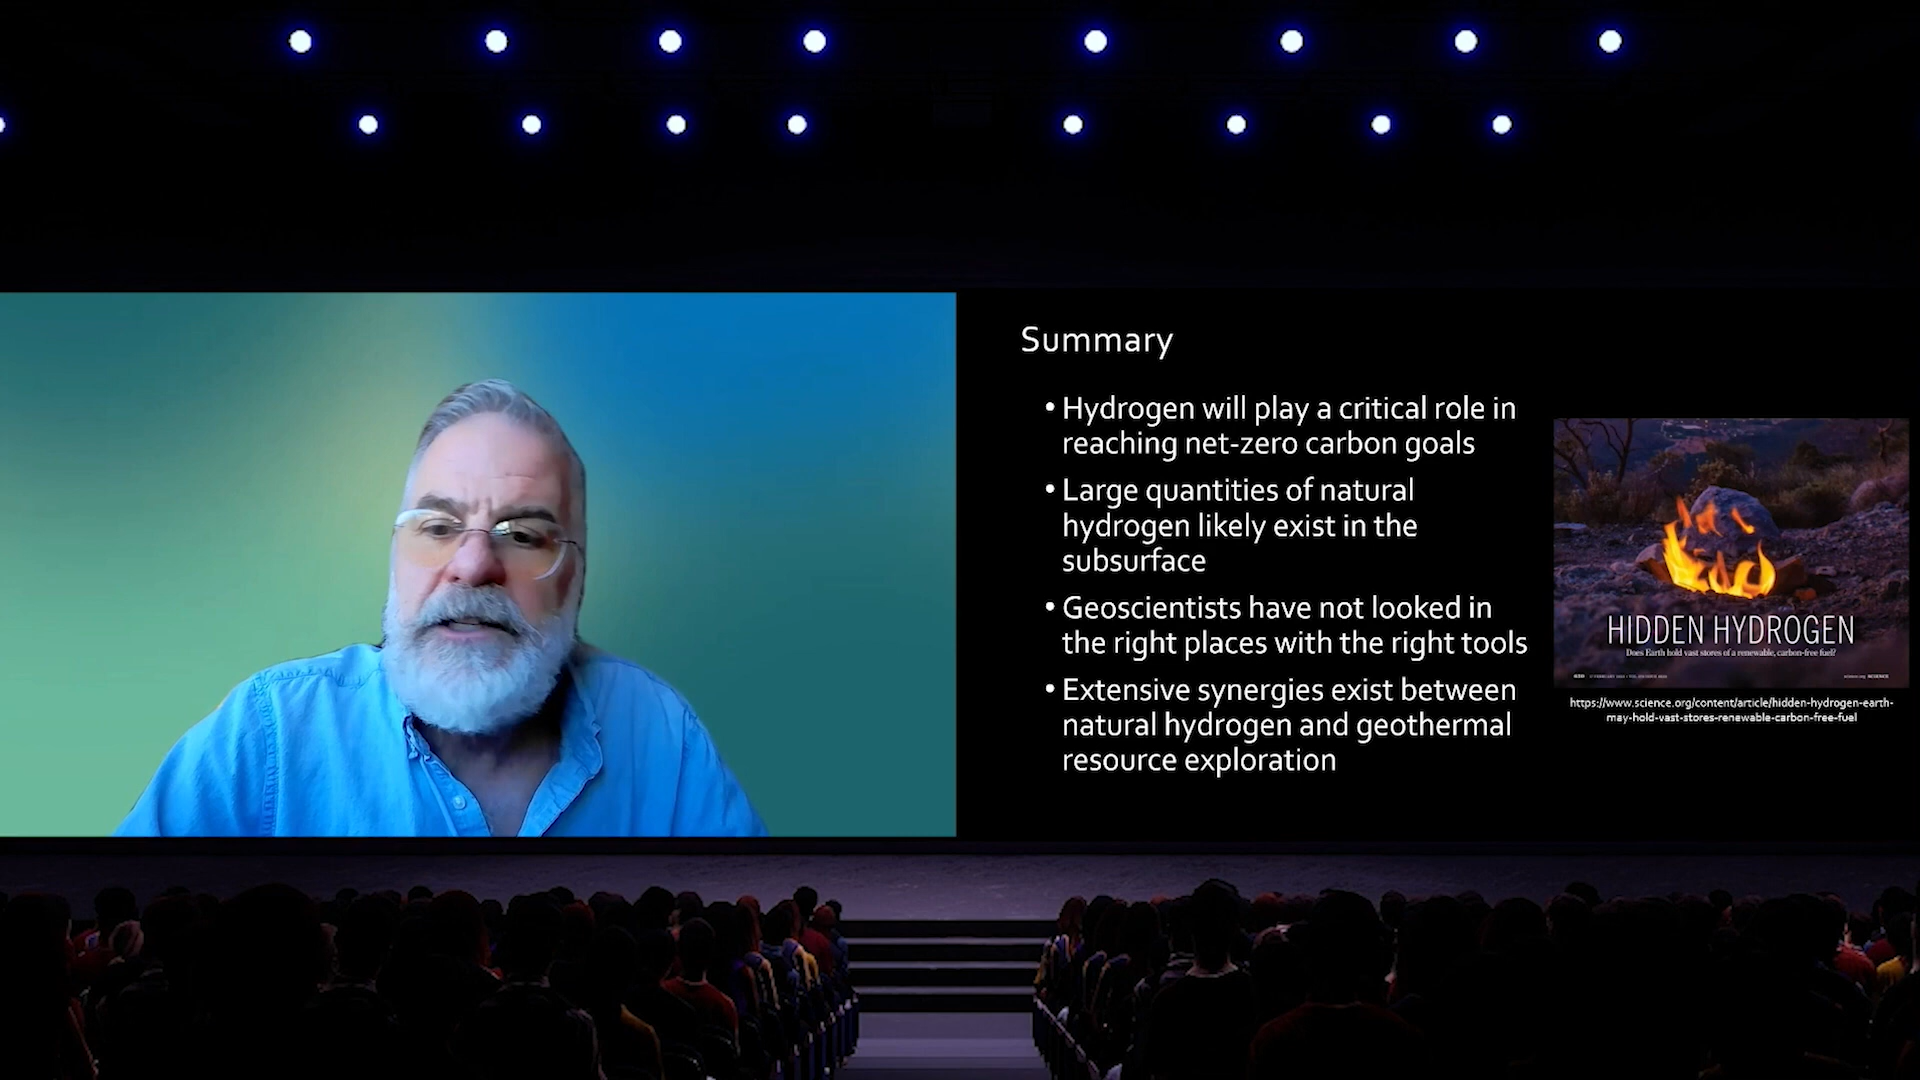 Summary
• Hydrogen will play a critical role in
reaching net-zero carbon goals
• Large quantities of natural
hydrogen likely exist in the
subsurface
• Geoscientists have not looked in
the right places with the right tools
• Extensive synergies exist between
natural hydrogen and geothermal
resource exploration
HIDDEN HYDROGEN
Does Earth hold vast stores of a renewable, carbon-free fuel?
https://www.science.org/content/article/hidden-hydrogen-earth-
may-hold-vast-stores-renewable-carbon-free-fuel